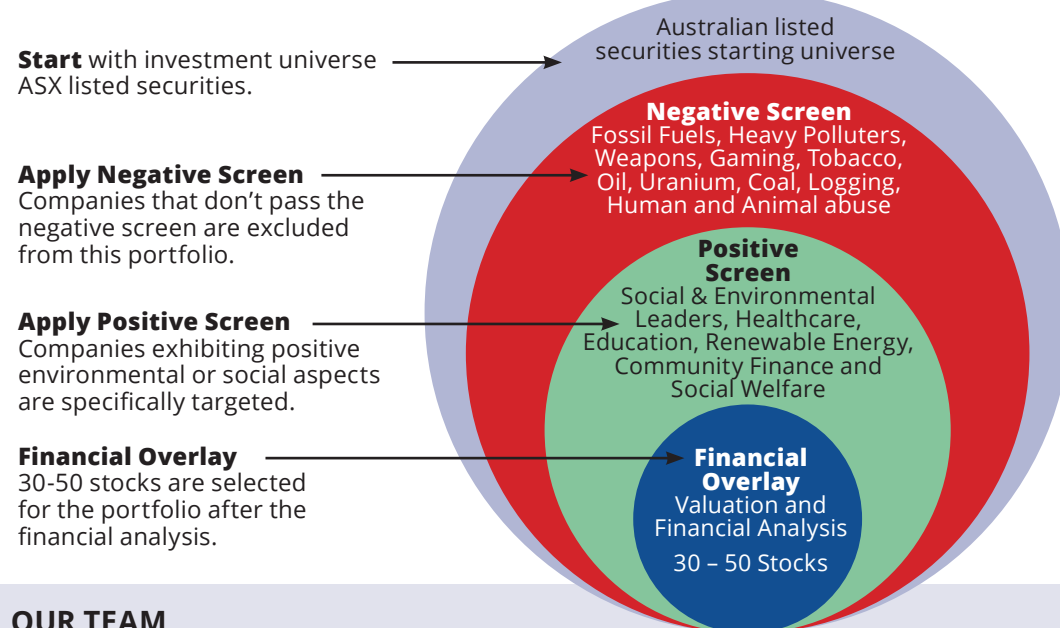 Start with investment universe
ASX listed securities.
Apply Negative Screen
Companies that don't pass the
negative screen are excluded
from this portfolio.
Apply Positive Screen
Companies exhibiting positive
environmental or social aspects
are specifically targeted.
Financial Overlay
30-50 stocks are selected
for the portfolio after the
financial analysis.
Australian listed
securities starting universe
Negative Screen
Fossil Fuels, Heavy Polluters,
Weapons, Gaming, Tobacco,
Oil, Uranium, Coal, Logging,
Human and Animal abuse
Positive
Screen
Social & Environmental
Leaders, Healthcare,
Education, Renewable Energy,
Community Finance and
Social Welfare
Financial
Overlay
Valuation and
Financial Analysis
30 – 50 Stocks
OUR TEAM